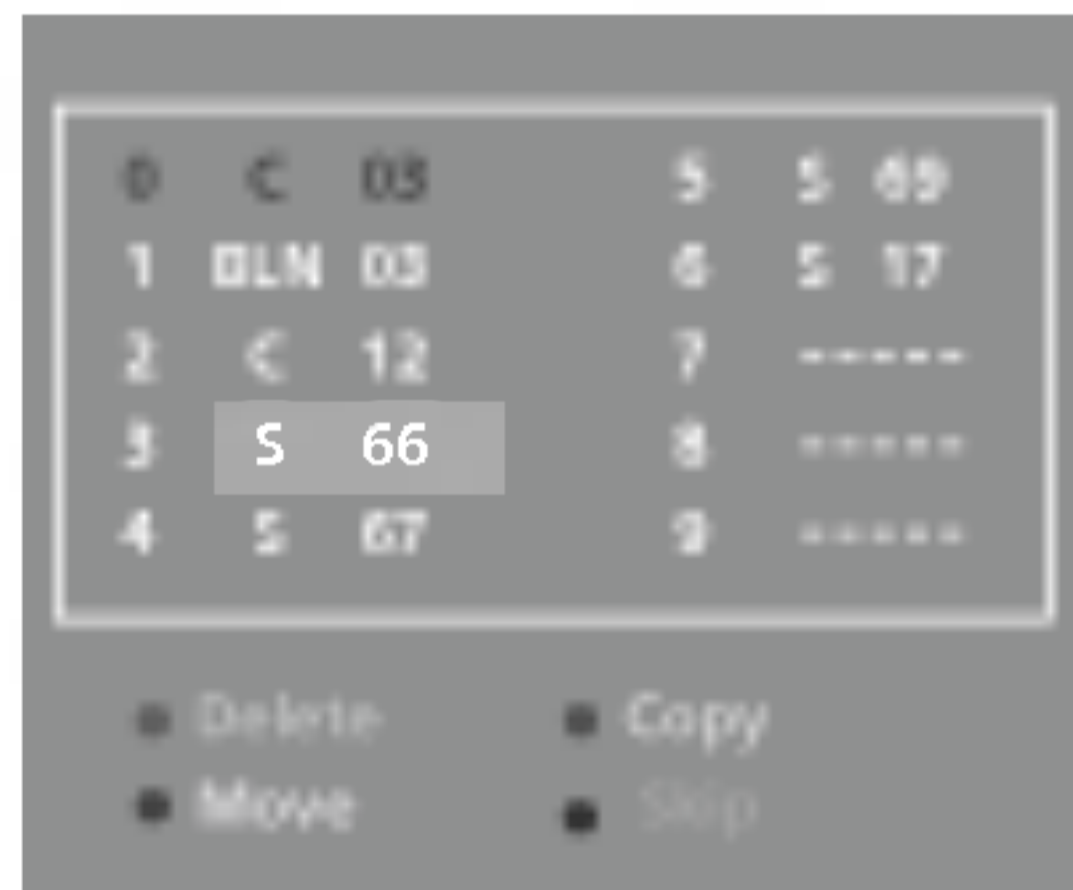 0 C 03 5 S 69
1 BLN 03 6 S 17
2 C 12 7 -----
3 S 66 8 -----
4 S 67 9 -----
Delete Copy
Move Skip